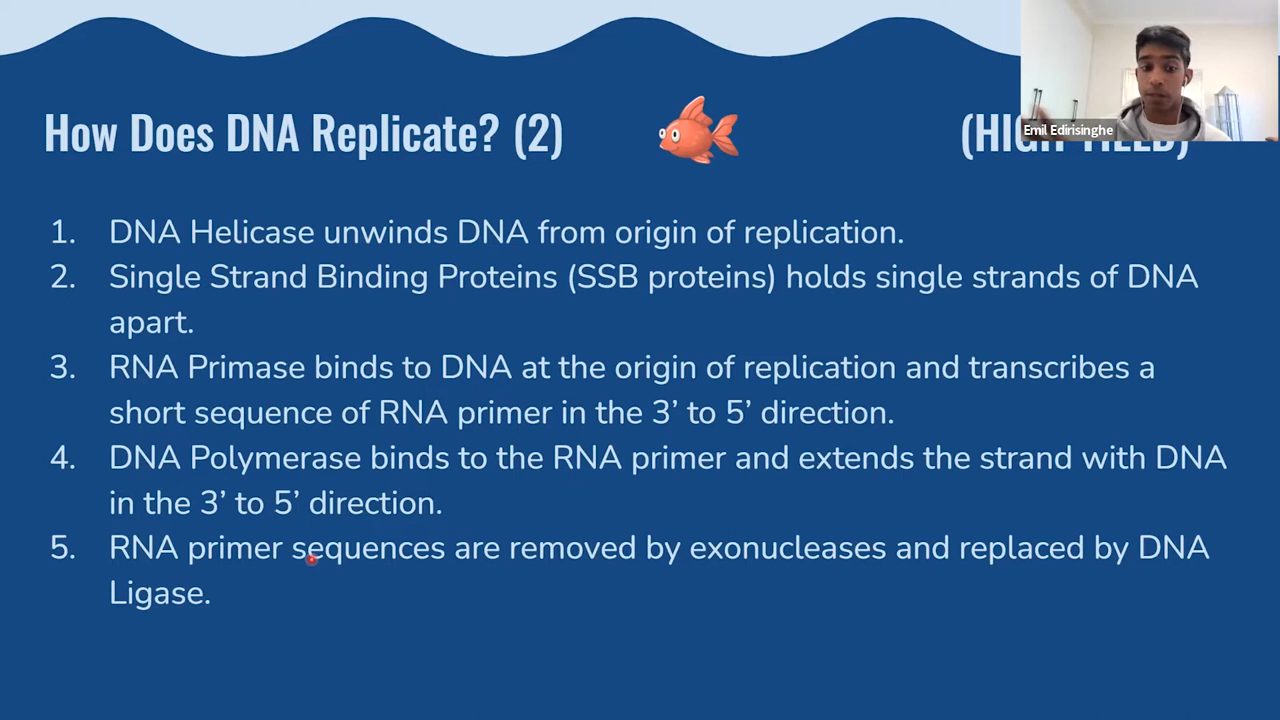 How Does DNA Replicate? (2)
Emil Edirisinghe
1. DNA Helicase unwinds DNA from origin of replication.
2. Single Strand Binding Proteins (SSB proteins) holds single strands of DNA
apart.
3. RNA Primase binds to DNA at the origin of replication and transcribes a
short sequence of RNA primer in the 3’ to 5’ direction.
4. DNA Polymerase binds to the RNA primer and extends the strand with DNA
in the 3’ to 5’ direction.
5. RNA primer sequences are removed by exonucleases and replaced by DNA
Ligase.